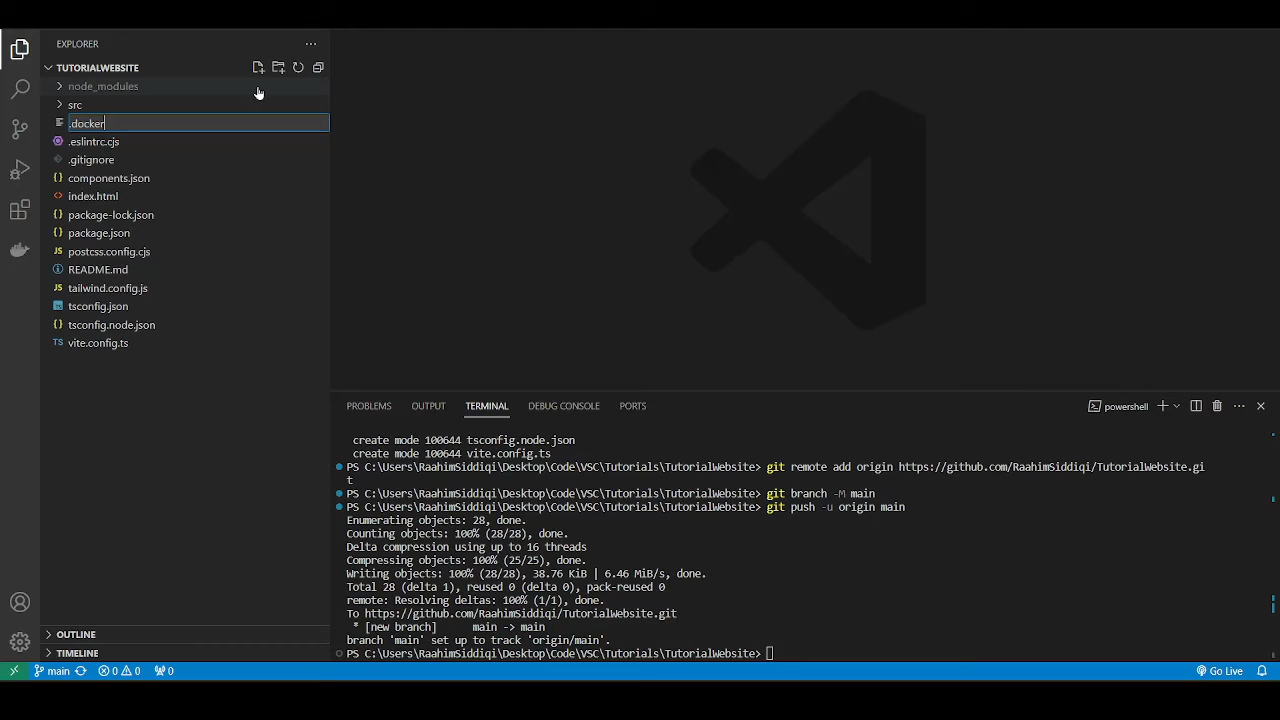 EXPLORER
TUTORIALWEBSITE
node_modules
src
.docker
.eslintrc.cjs
.gitignore
components.json
index.html
package-lock.json
package.json
postcss.config.cjs
README.md
tailwind.config.js
tsconfig.json
tsconfig.node.json
TS vite.config.ts
OUTLINE
TIMELINE
PROBLEMS OUTPUT TERMINAL DEBUG CONSOLE PORTS
powershell
create mode 100644 tsconfig.node.json
create mode 100644 vite.config.ts
PS C:\Users\RaahimSiddiqi\Desktop\Code\VSC\Tutorials\TutorialWebsite> git remote add origin https://github.com/RaahimSiddiqi/TutorialWebsite.gi
t
PS C:\Users\RaahimSiddiqi\Desktop\Code\VSC\Tutorials\TutorialWebsite> git branch -M main
PS C:\Users\RaahimSiddiqi\Desktop\Code\VSC\Tutorials\TutorialWebsite> git push -u origin main
Enumerating objects: 28, done.
Counting objects: 100% (28/28), done.
Delta compression using up to 16 threads
Compressing objects: 100% (25/25), done.
Writing objects: 100% (28/28), 38.76 KiB | 6.46 MiB/s, done.
Total 28 (delta 1), reused 0 (delta 0), pack-reused 0
remote: Resolving deltas: 100% (1/1), done.
To https://github.com/RaahimSiddiqi/TutorialWebsite.git
* [new branch] main -> main
branch 'main' set up to track 'origin/main'.
PS C:\Users\RaahimSiddiqi\Desktop\Code\VSC\Tutorials\TutorialWebsite>
main 0 0 0 Go Live